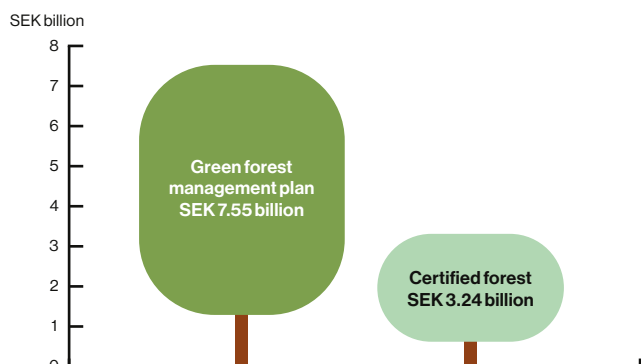 SEK billion
8
7
6
5
4
3
2
1
0
Green forest
management plan
SEK 7.55 billion
Certified forest
SEK 3.24 billion